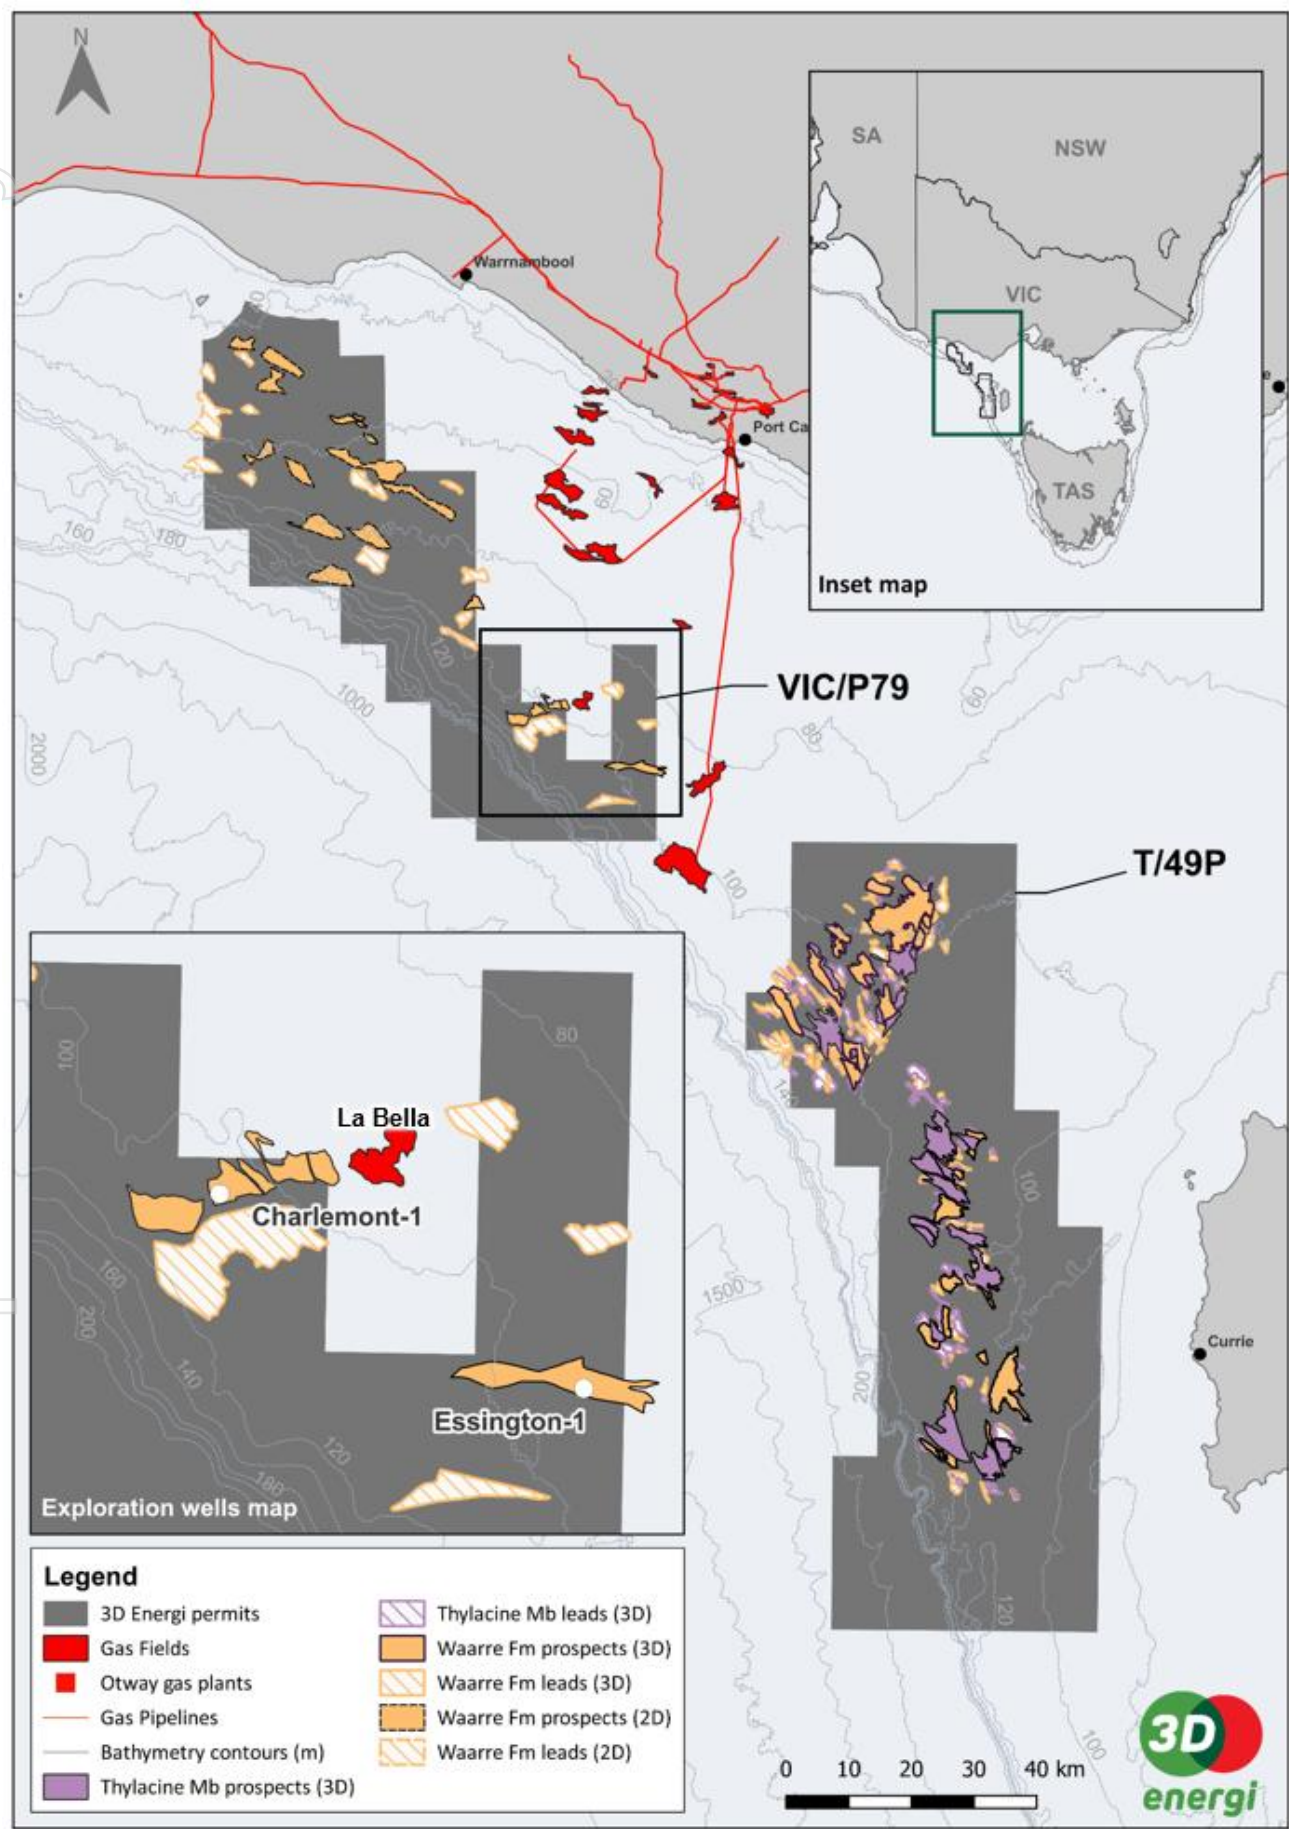 N
SA
NSW
VIC
TAS
Inset map
Warrnambool
Port Ca
e
20
60
160
180
120
1000
2000
VIC/P79
60
80
100
T/49P
140
100
1500
200
120
100
Currie
100
80
La Bella
Charlemont-1
160
200
140
120
180
Essington-1
Exploration wells map
Legend
3D Energi permits
Gas Fields
Otway gas plants
Gas Pipelines
Bathymetry contours (m)
Thylacine Mb prospects (3D)
Thylacine Mb leads (3D)
Waarre Fm prospects (3D)
Waarre Fm leads (3D)
Waarre Fm prospects (2D)
Waarre Fm leads (2D)
0 10 20 30 40 km
3D
energi